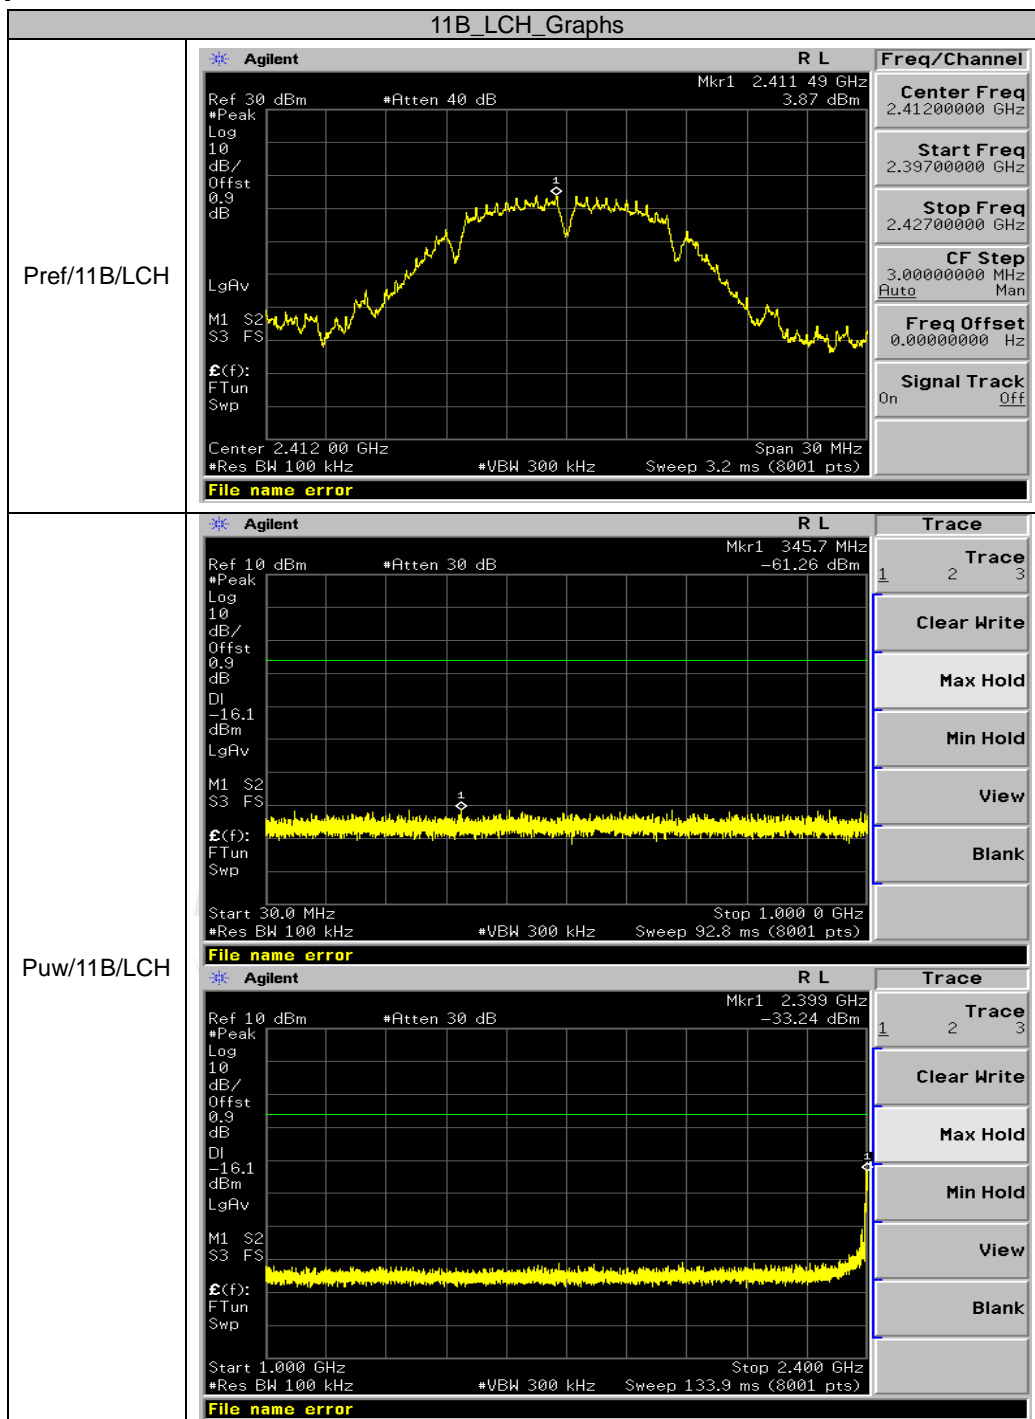 11B_LCH_Graphs
Pref/11B/LCH
Agilent R L Freq/Channel
Mkr1 2.411 49 GHz
Ref 30 dBm #Atten 40 dB 3.87 dBm
#Peak
Log
10
dB/
Offst
0.9
dB
LgAv
M1 S2
S3 FS
£(f):
FTun
Swp
1
Center 2.412 00 GHz Span 30 MHz
#Res BW 100 kHz #VBW 300 kHz Sweep 3.2 ms (8001 pts)
File name error
Center Freq
2.41200000 GHz
Start Freq
2.39700000 GHz
Stop Freq
2.42700000 GHz
CF Step
3.00000000 MHz
Auto Man
Freq Offset
0.00000000 Hz
Signal Track
On Off
Puw/11B/LCH
Agilent R L Trace
Mkr1 345.7 MHz
Ref 10 dBm #Atten 30 dB -61.26 dBm
#Peak
Log
10
dB/
Offst
0.9
dB
DI
-16.1
dBm
LgAv
M1 S2
S3 FS
£(f):
FTun
Swp
1
Start 30.0 MHz Stop 1.000 0 GHz
#Res BW 100 kHz #VBW 300 kHz Sweep 92.8 ms (8001 pts)
File name error
Trace
1 2 3
Clear Write
Max Hold
Min Hold
View
Blank
Agilent R L Trace
Mkr1 2.399 GHz
Ref 10 dBm #Atten 30 dB -33.24 dBm
#Peak
Log
10
dB/
Offst
0.9
dB
DI
-16.1
dBm
LgAv
M1 S2
S3 FS
£(f):
FTun
Swp
1
Start 1.000 GHz Stop 2.400 GHz
#Res BW 100 kHz #VBW 300 kHz Sweep 133.9 ms (8001 pts)
File name error
Trace
1 2 3
Clear Write
Max Hold
Min Hold
View
Blank